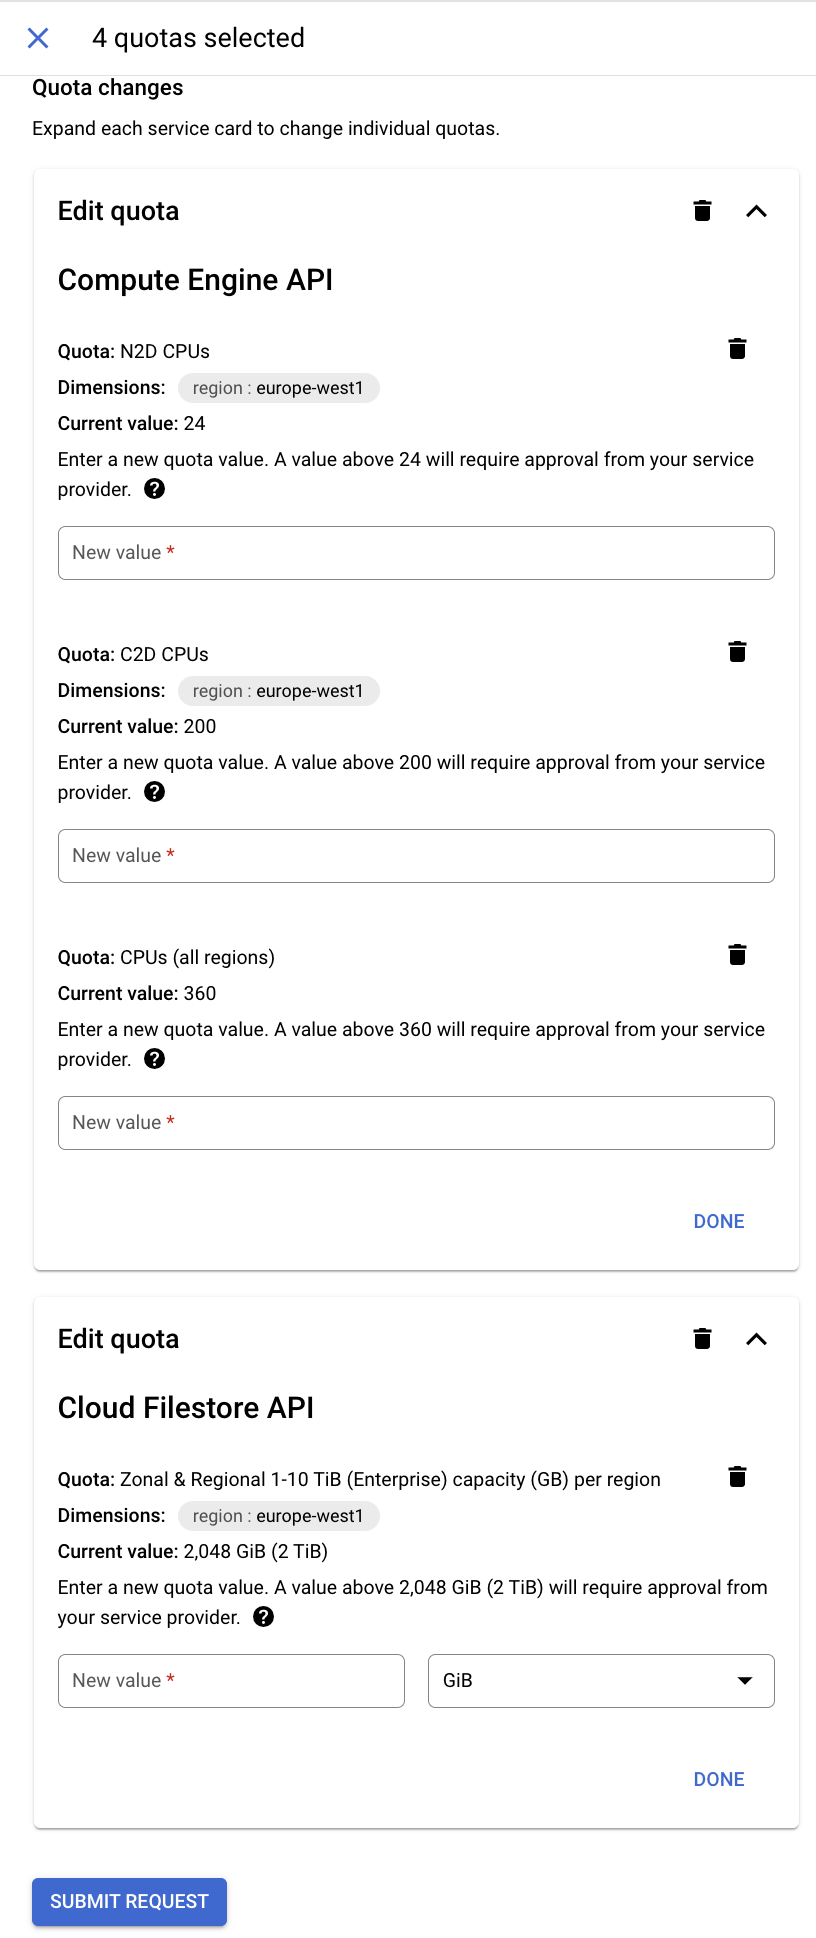 4 quotas selected
Quota changes
Expand each service card to change individual quotas.
Edit quota
Compute Engine API
Quota: N2D CPUs
Dimensions: region : europe-west1
Current value: 24
Enter a new quota value. A value above 24 will require approval from your service
provider.
New value *
Quota: C2D CPUs
Dimensions: region : europe-west1
Current value: 200
Enter a new quota value. A value above 200 will require approval from your service
provider.
New value *
Quota: CPUs (all regions)
Current value: 360
Enter a new quota value. A value above 360 will require approval from your service
provider.
New value *
DONE
Edit quota
Cloud Filestore API
Quota: Zonal & Regional 1-10 TiB (Enterprise) capacity (GB) per region
Dimensions: region : europe-west1
Current value: 2,048 GiB (2 TiB)
Enter a new quota value. A value above 2,048 GiB (2 TiB) will require approval from
your service provider.
New value * GiB
DONE
SUBMIT REQUEST